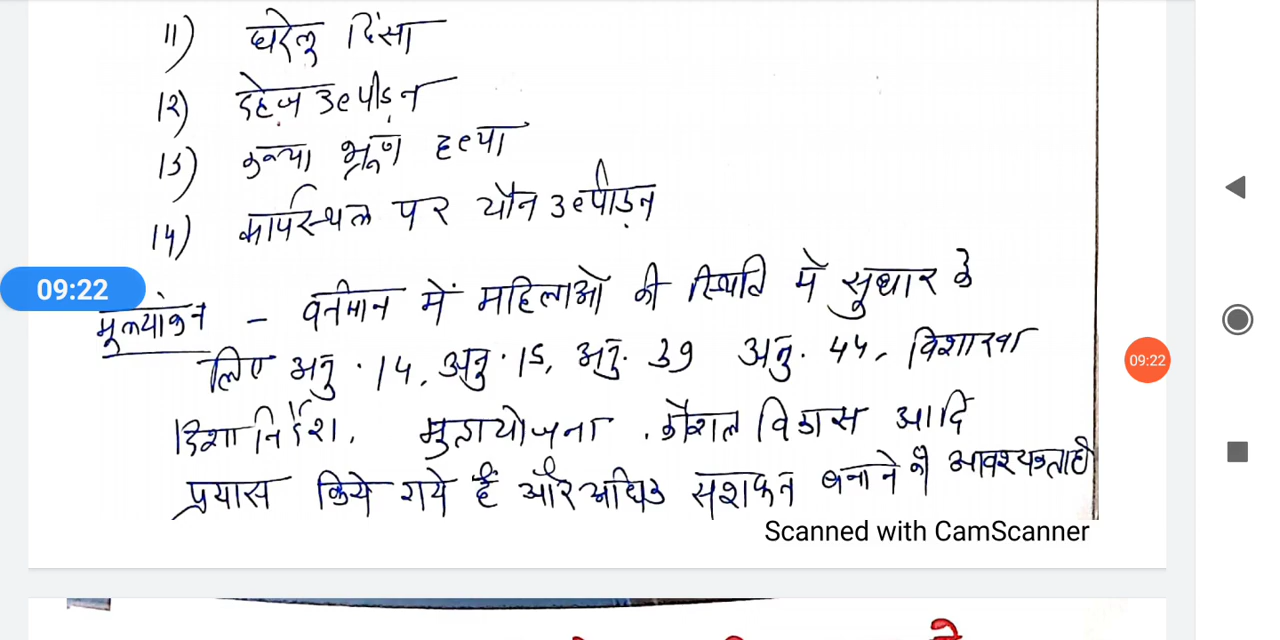 11) घरेलु हिंसा
12) दहेज उत्पीड़न
13) कन्या भ्रूण हत्या
14) कार्यस्थल पर यौन उत्पीड़न
09:22
मूल्यांकन - वर्तमान में महिलाओं की स्थिति में सुधार के
लिए अनु. 14, अनु. 15, अनु. 39 अनु. 44, विशाखा
09:22
दिशा निर्देश, मुद्रा योजना, कौशल विकास आदि
प्रयास किये गये हैं और अधिक सशक्त बनाने की आवश्यकता है
Scanned with CamScanner